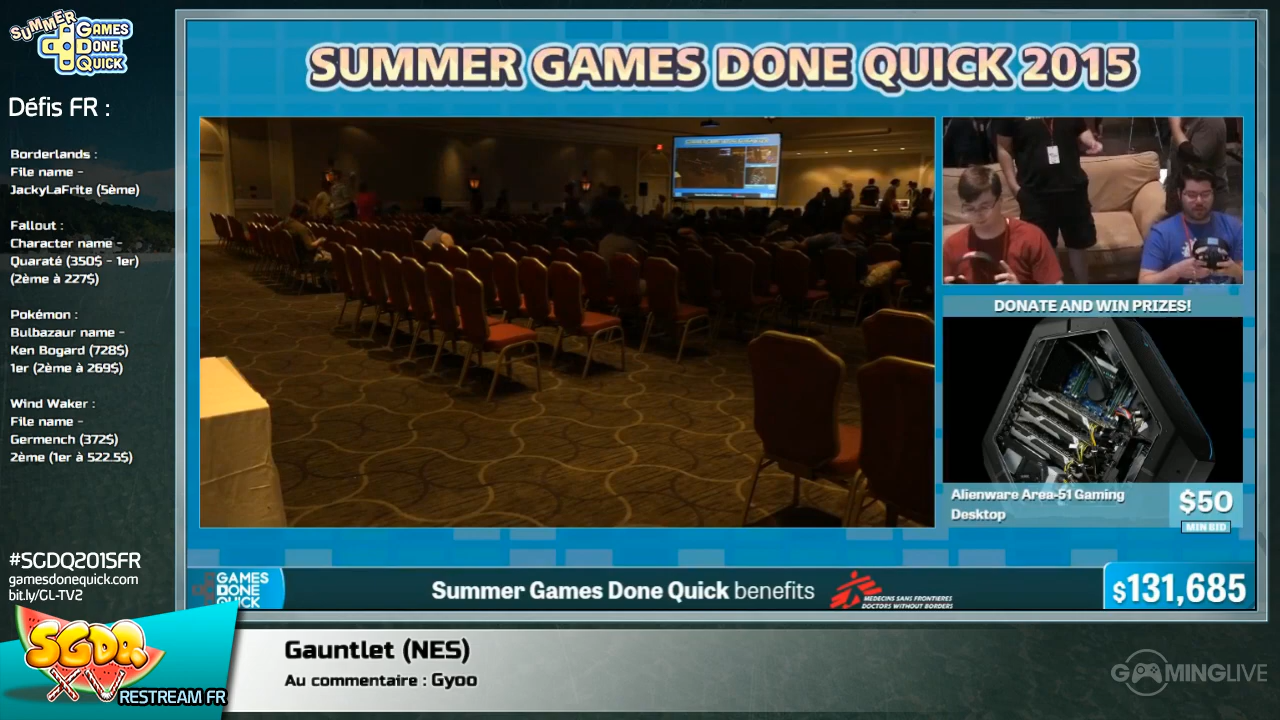 SUMMER
GAMES
DONE
QUICK
Défis FR :
Borderlands :
File name -
JackyLaFrite (5ème)
Fallout :
Character name -
Quaraté (350$ - 1er)
(2ème à 227$)
Pokémon :
Bulbazaur name -
Ken Bogard (728$)
1er (2ème à 269$)
Wind Waker :
File name -
Germench (372$)
2ème (1er à 522.5$)
#SGDQ2015FR
gamesdonequick.com
bit.ly/GL-TV2
SGDQ
RESTREAM FR
SUMMER GAMES DONE QUICK 2015
DONATE AND WIN PRIZES!
Alienware Area-51 Gaming
Desktop
$50
MIN BID
GAMES
DONE
QUICK
Summer Games Done Quick benefits
MEDECINS SANS FRONTIERES
DOCTORS WITHOUT BORDERS
$131,685
Gauntlet (NES)
Au commentaire : Gyoo
GAMINGLIVE